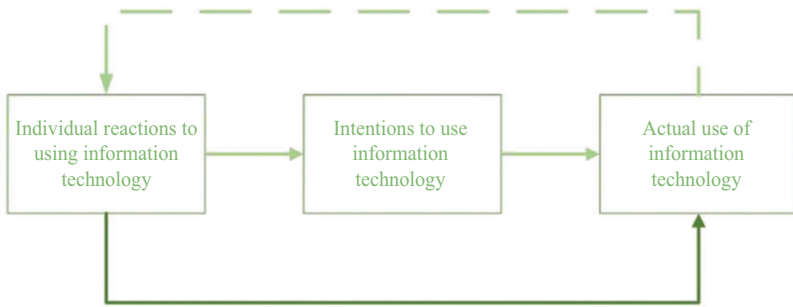 Individual reactions to
using information
technology
Intentions to use
information
technology
Actual use of
information
technology